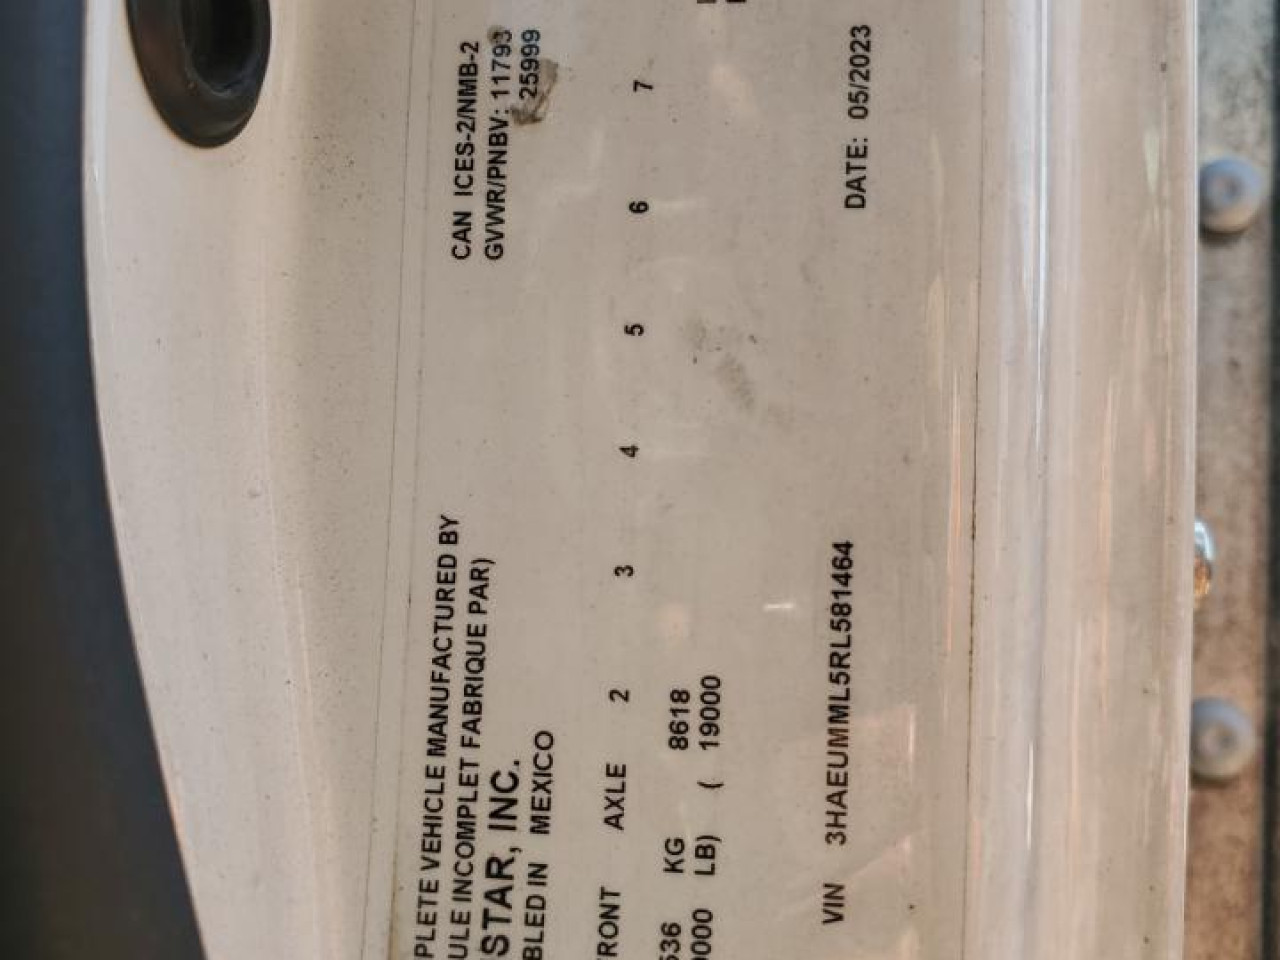 PLETE VEHICLE MANUFACTURED BY
ULE INCOMPLET FABRIQUE PAR)
STAR, INC.
BLED IN MEXICO
CAN ICES-2/NMB-2
GVWR/PNBV: 11793
25999
RONT AXLE 2 3 4 5 6 7
536 KG 8618
0000 LB) ( 19000
VIN 3HAEUMML5RL581464 DATE: 05/2023